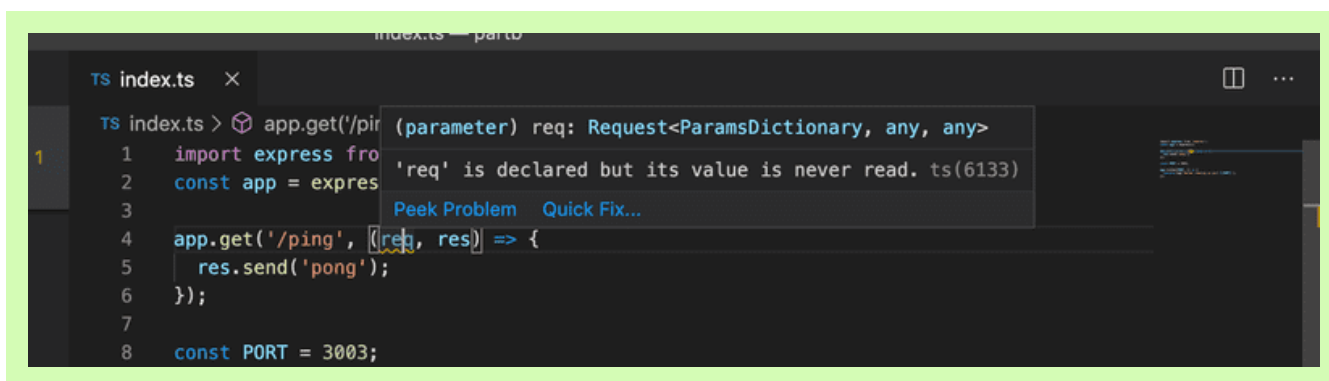 index.ts — partb
TS index.ts ×
TS index.ts > app.get('/pin
(parameter) req: Request<ParamsDictionary, any, any>
1
1 import express fro
'req' is declared but its value is never read. ts(6133)
2 const app = expres
3
Peek Problem Quick Fix...
4 app.get('/ping', (req, res) => {
5 res.send('pong');
6 });
7
8 const PORT = 3003;